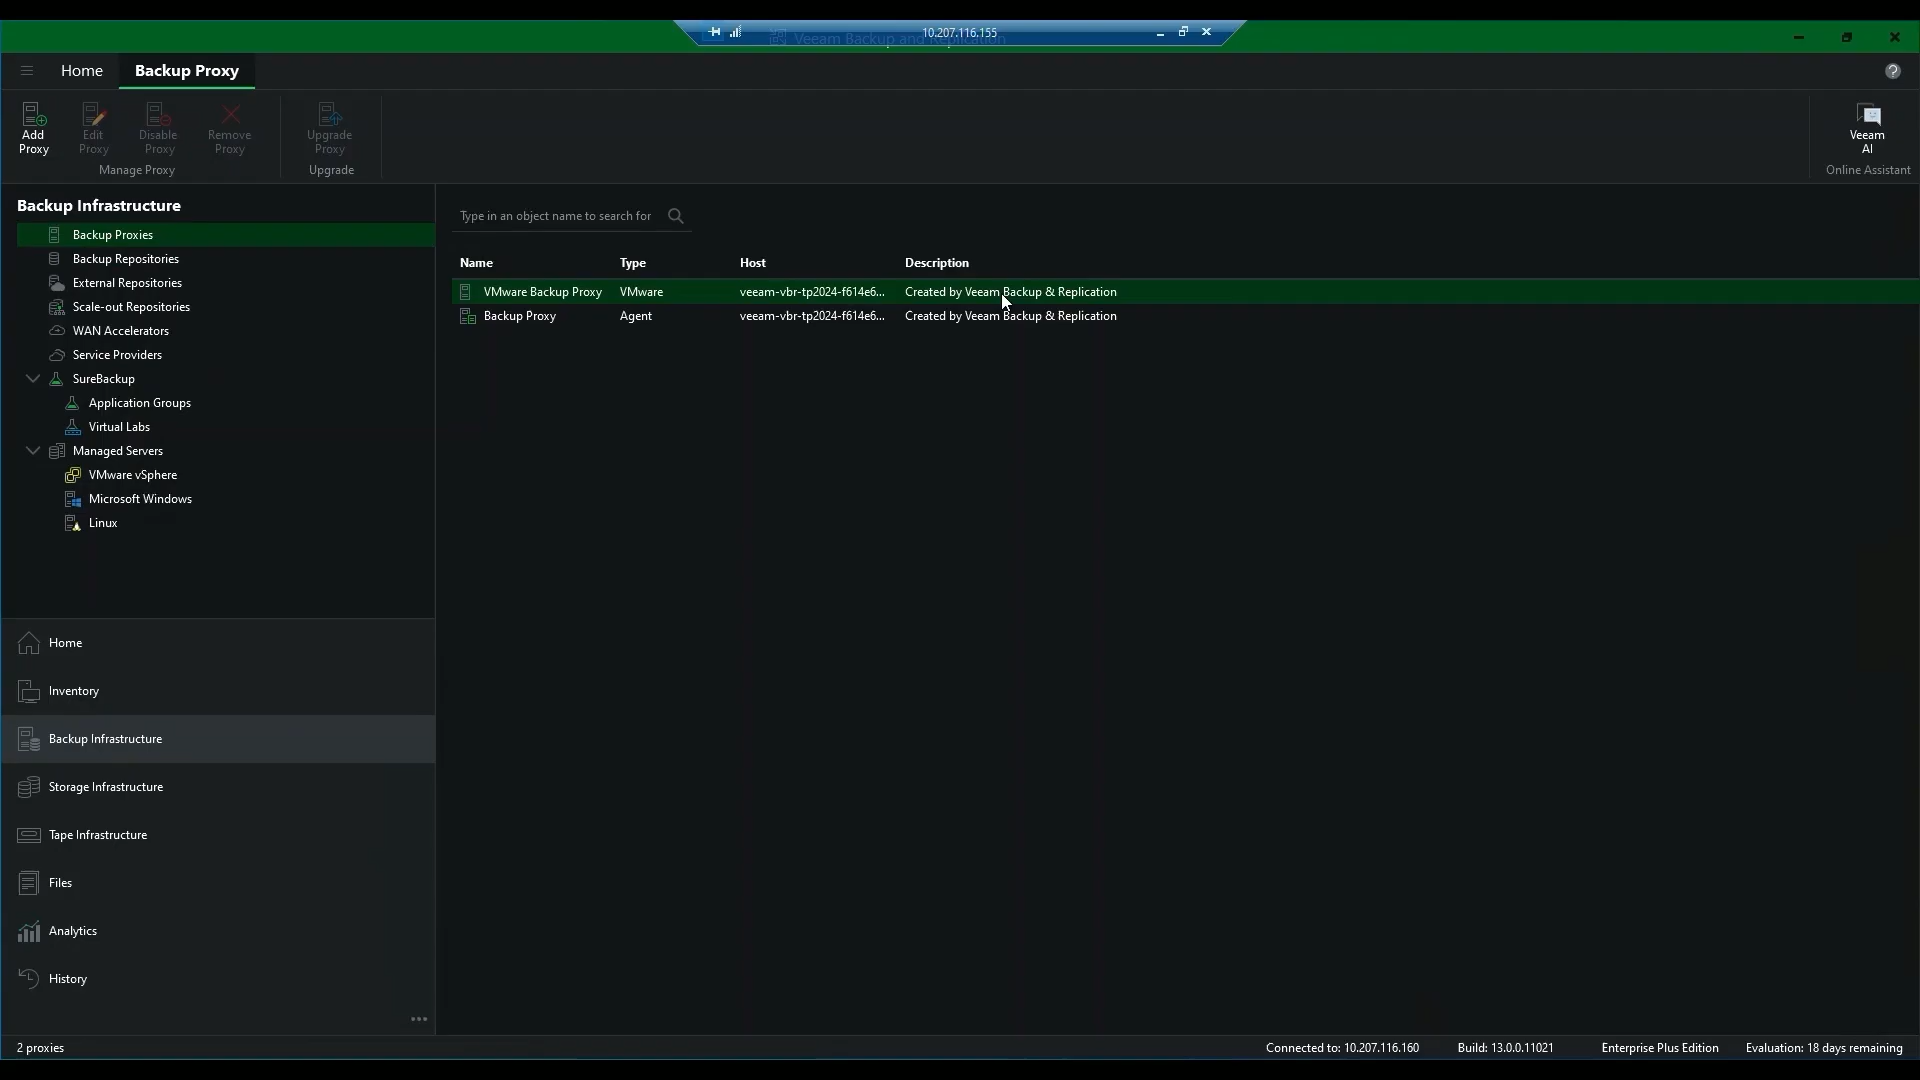 10.207.116.155
Veeam Backup and Replication
Home
Backup Proxy
Add Proxy
Edit Proxy
Disable Proxy
Remove Proxy
Upgrade Proxy
Veeam AI
Manage Proxy
Upgrade
Online Assistant
Backup Infrastructure
Backup Proxies
Backup Repositories
External Repositories
Scale-out Repositories
WAN Accelerators
Service Providers
SureBackup
Application Groups
Virtual Labs
Managed Servers
VMware vSphere
Microsoft Windows
Linux
Type in an object name to search for
Name Type Host Description
VMware Backup Proxy VMware veeam-vbr-tp2024-f614e6... Created by Veeam Backup & Replication
Backup Proxy Agent veeam-vbr-tp2024-f614e6... Created by Veeam Backup & Replication
Home
Inventory
Backup Infrastructure
Storage Infrastructure
Tape Infrastructure
Files
Analytics
History
2 proxies
Connected to: 10.207.116.160 Build: 13.0.0.11021 Enterprise Plus Edition Evaluation: 18 days remaining